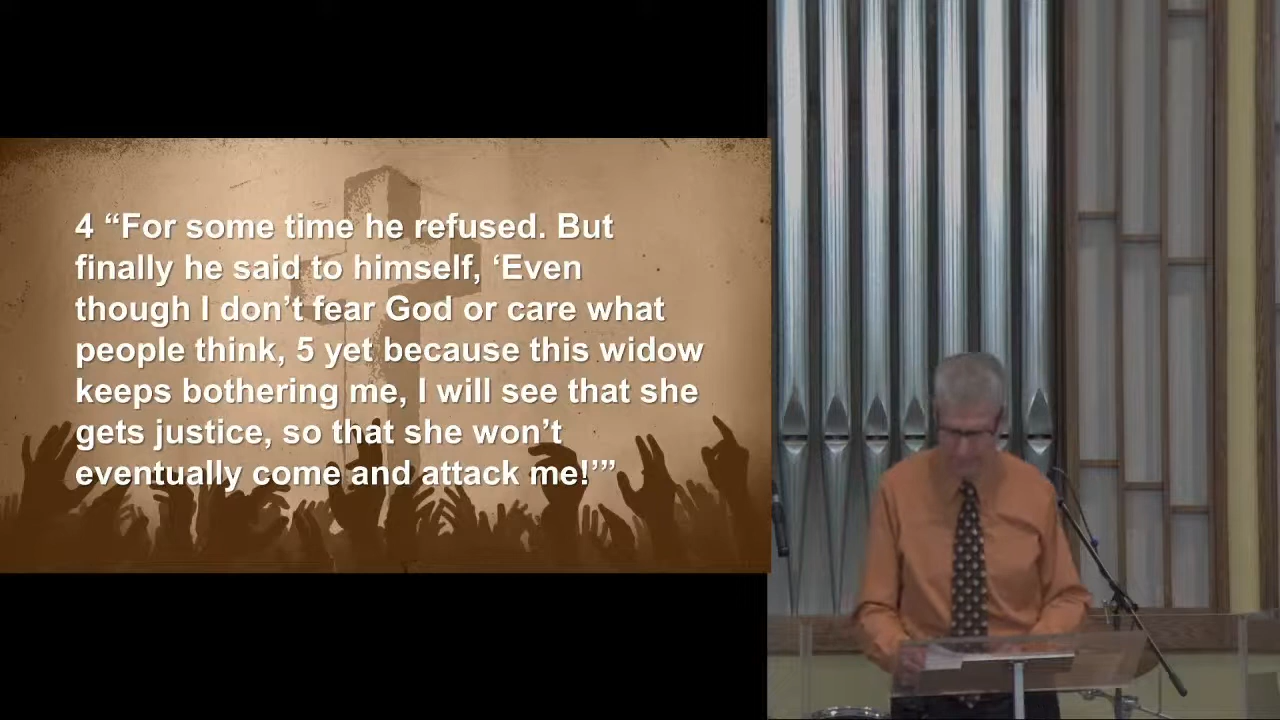 4 “For some time he refused. But
finally he said to himself, ‘Even
though I don’t fear God or care what
people think, 5 yet because this widow
keeps bothering me, I will see that she
gets justice, so that she won’t
eventually come and attack me!’”